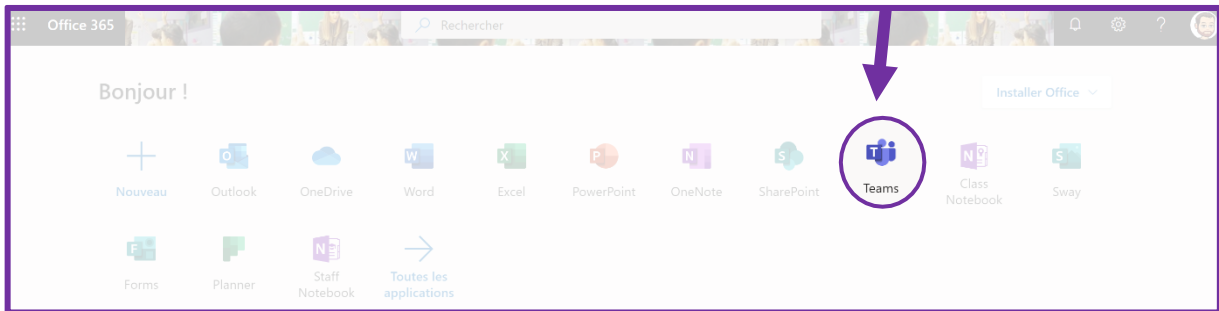 Office 365
Rechercher
?
Bonjour !
Installer Office
Nouveau
Outlook
OneDrive
Word
Excel
PowerPoint
OneNote
SharePoint
Teams
Class
Notebook
Sway
Forms
Planner
Staff
Notebook
Toutes les
applications